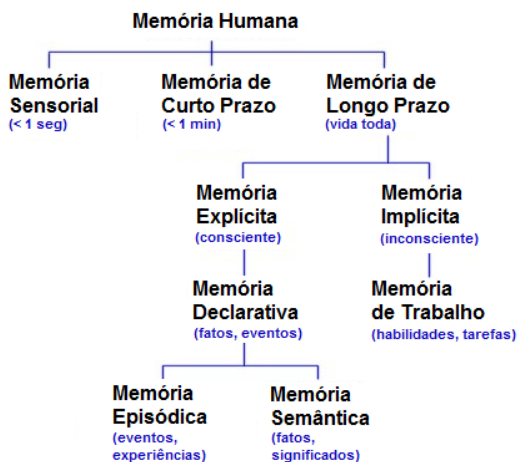 Memória Humana
Memória
Sensorial
(< 1 seg)
Memória de
Curto Prazo
(< 1 min)
Memória de
Longo Prazo
(vida toda)
Memória
Explícita
(consciente)
Memória
Implícita
(inconsciente)
Memória
Declarativa
(fatos, eventos)
Memória
de Trabalho
(habilidades, tarefas)
Memória
Episódica
(eventos,
experiências)
Memória
Semântica
(fatos,
significados)